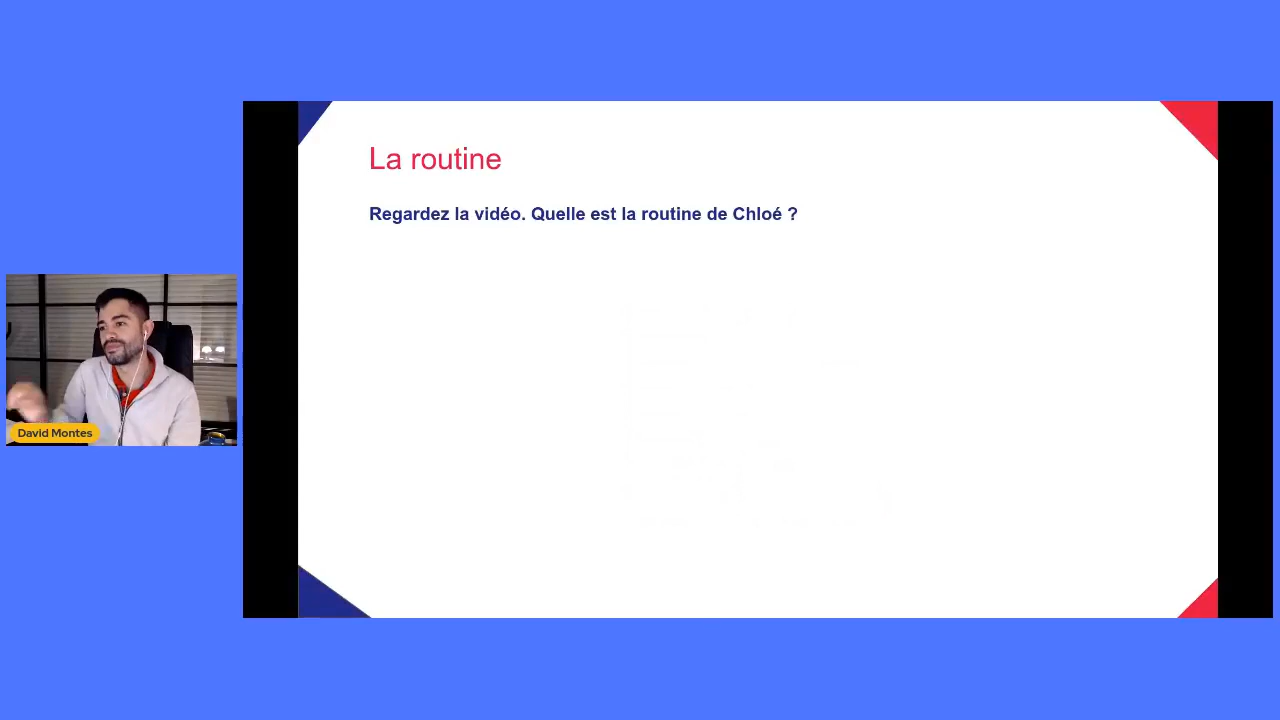 La routine
Regardez la vidéo. Quelle est la routine de Chloé ?
David Montes